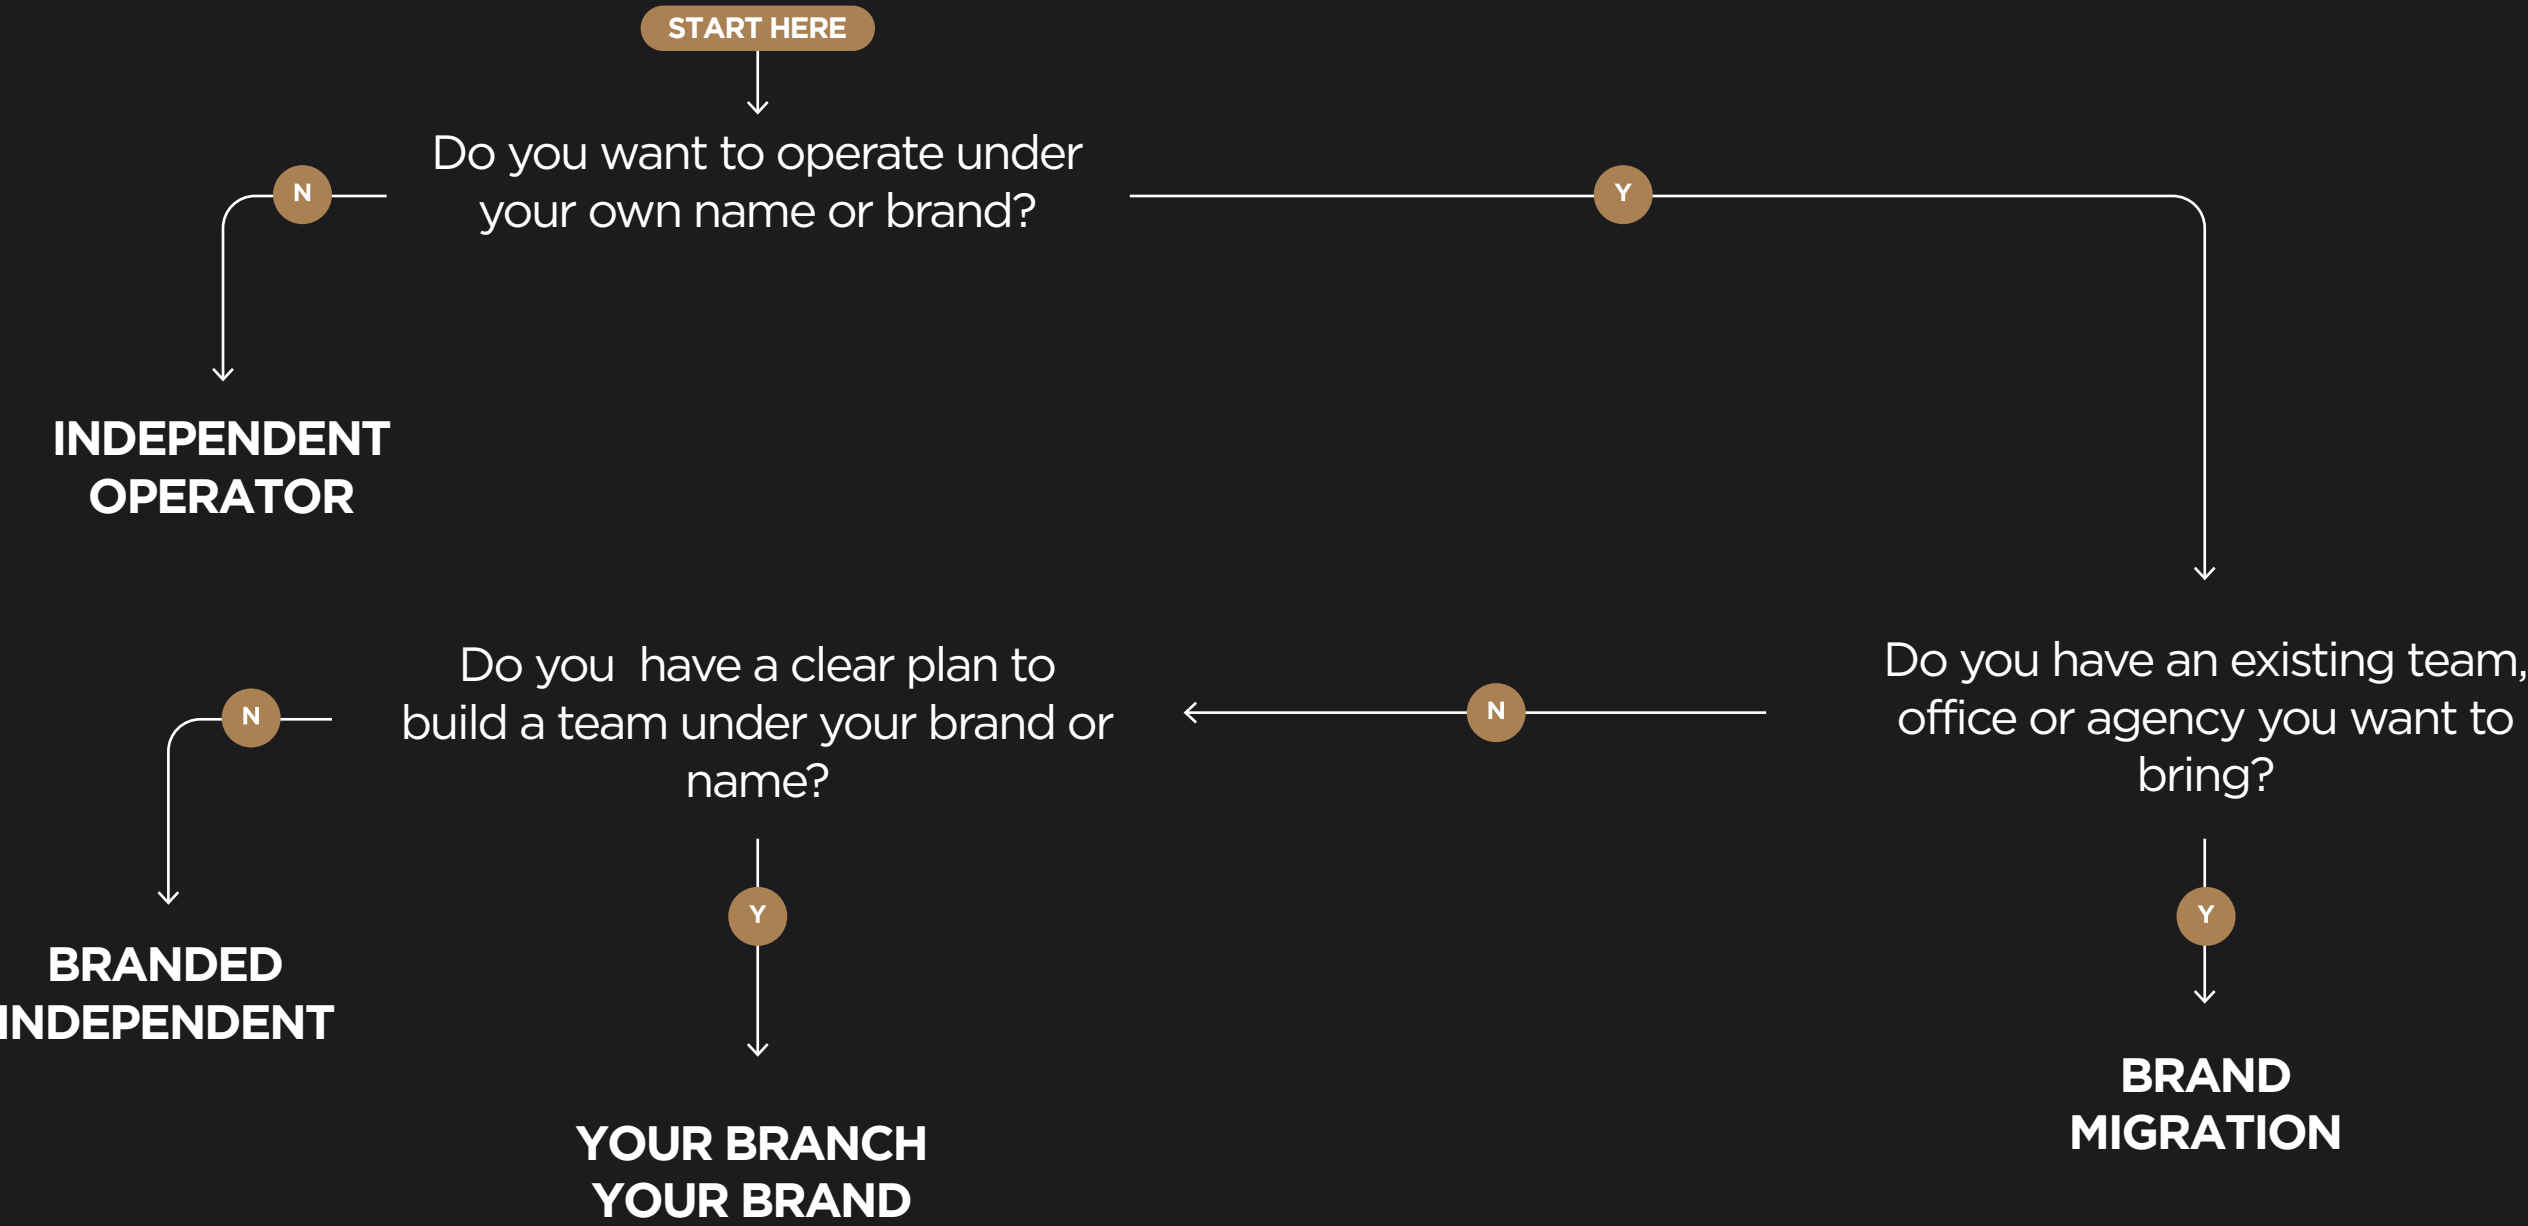 START HERE
Do you want to operate under
your own name or brand?
N
Y
INDEPENDENT
OPERATOR
Do you have an existing team,
office or agency you want to
bring?
N
Do you  have a clear plan to
build a team under your brand or
name?
N
Y
Y
BRANDED
INDEPENDENT
YOUR BRANCH
YOUR BRAND
BRAND
MIGRATION